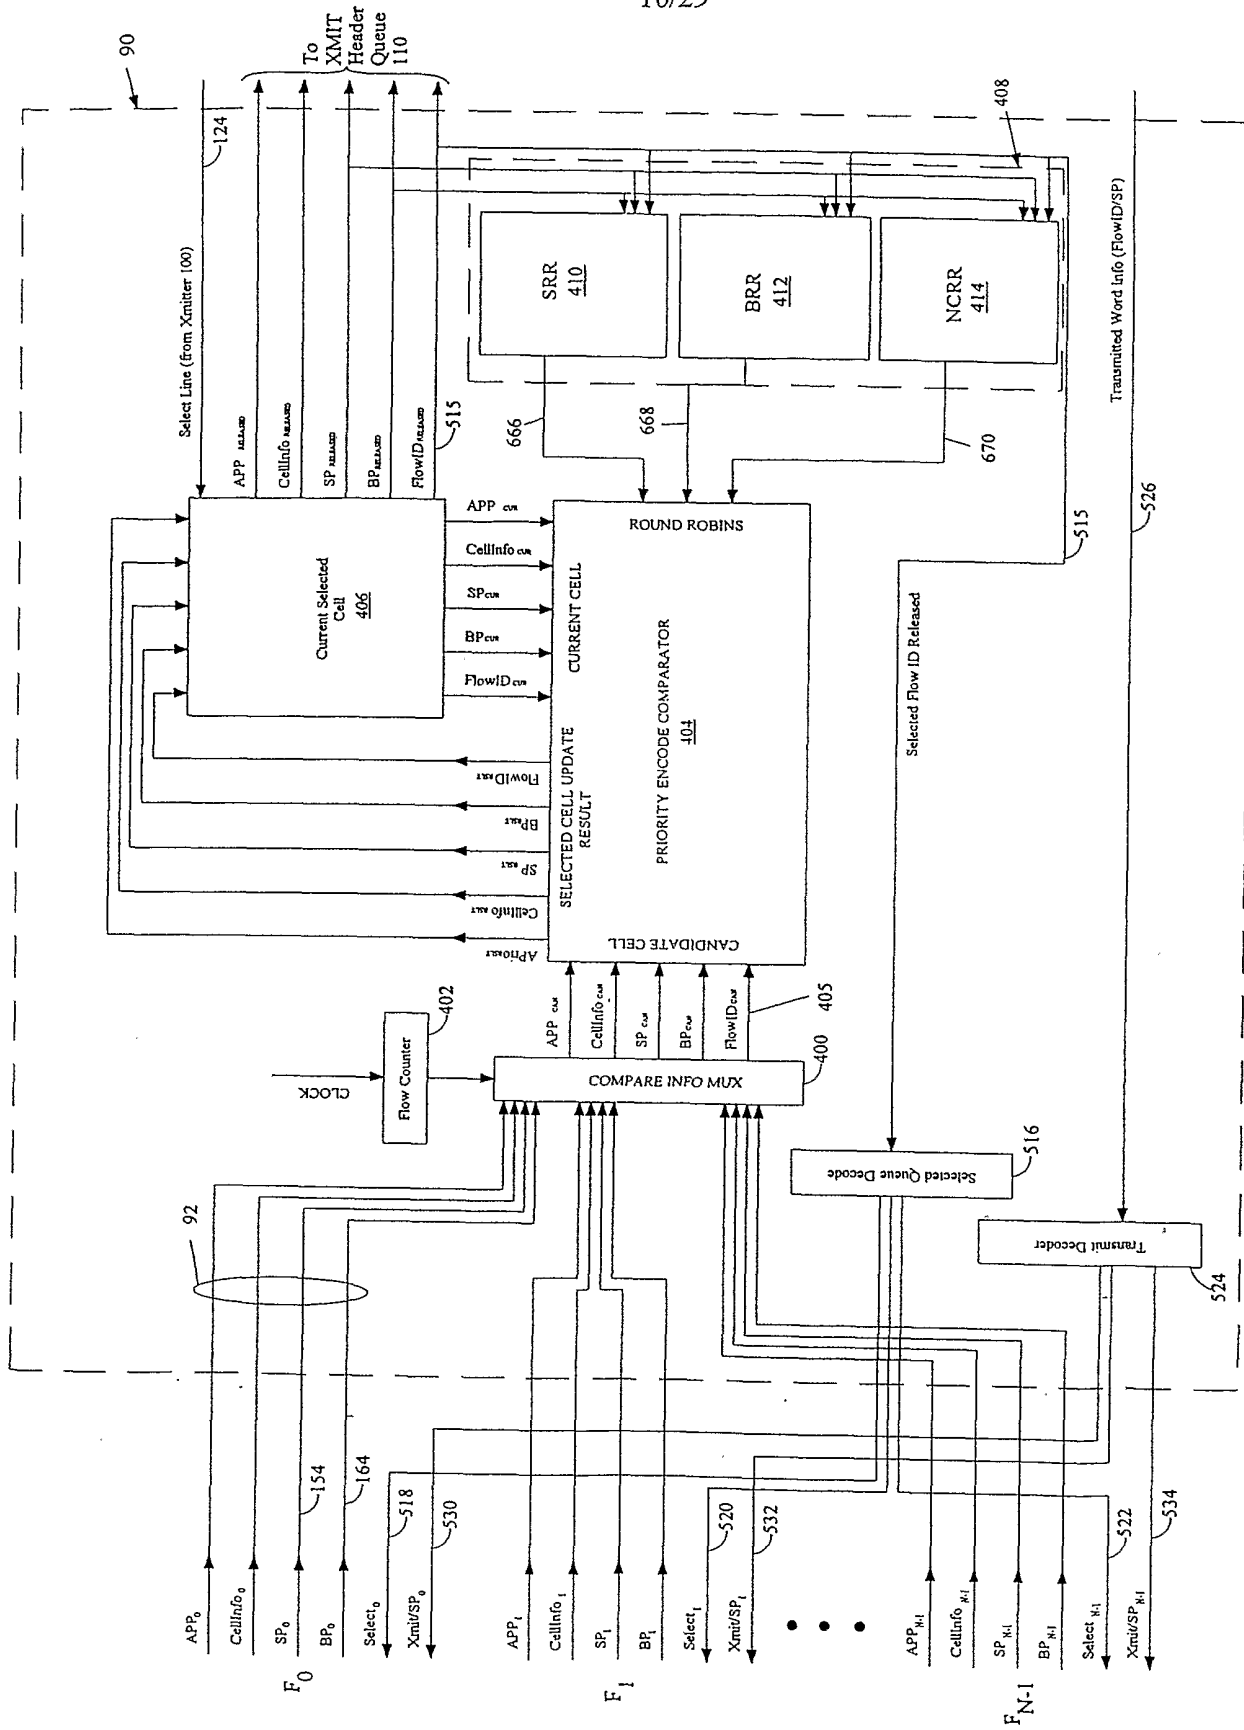 16/25
90
To
XMIT
Header
Queue
110
Select Line (from Xmitter 100)
124
APP RELEASED
CellInfo RELEASED
SP RELEASED
BP RELEASED
FlowID RELEASED
515
408
Current Selected
Cell
406
SRR
410
BRR
412
NCRR
414
666
668
670
APP CUR
CellInfo CUR
SP CUR
BP CUR
FlowID CUR
ROUND ROBINS
CURRENT CELL
PRIORITY ENCODE COMPARATOR
404
SELECTED CELL UPDATE
RESULT
CANDIDATE CELL
FlowID RSLT
BP RSLT
SP RSLT
CellInfo RSLT
APrio RSLT
Selected Flow ID Released
515
Transmitted Word Info (FlowID/SP)
526
CLOCK
Flow Counter
402
APP CAN
CellInfo CAN
SP CAN
BP CAN
FlowID CAN
405
COMPARE INFO MUX
400
Selected Queue Decode
516
Transmit Decoder
524
92
154
164
518
530
520
532
522
534
APP0
CellInfo0
SP0
BP0
Select0
Xmit/SP0
F0
APP1
CellInfo1
SP1
BP1
Select1
Xmit/SP1
F1
APPN-1
CellInfoN-1
SPN-1
BPN-1
SelectN-1
Xmit/SPN-1
FN-1